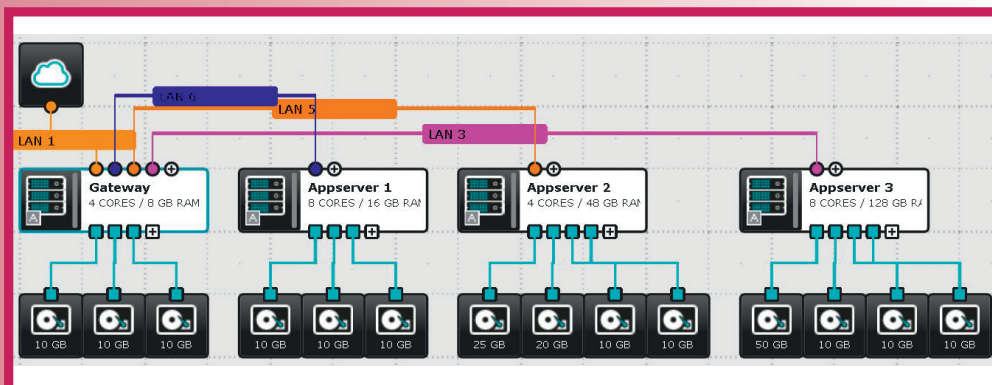 LAN 6
LAN 5
LAN 1
LAN 3
Gateway
4 CORES / 8 GB RAM
A
Appserver 1
8 CORES / 16 GB RAM
A
Appserver 2
4 CORES / 48 GB RAM
A
Appserver 3
8 CORES / 128 GB R
A
10 GB
10 GB
10 GB
10 GB
10 GB
10 GB
25 GB
20 GB
10 GB
10 GB
50 GB
10 GB
10 GB
10 GB